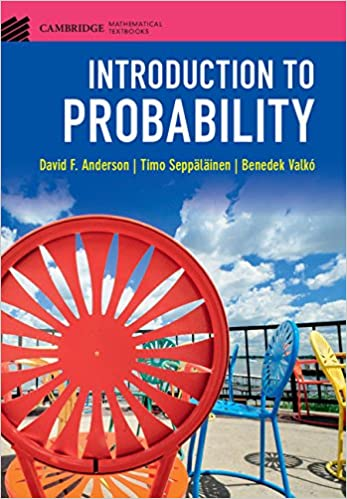 CAMBRIDGE
MATHEMATICAL
TEXTBOOKS
INTRODUCTION TO
PROBABILITY
David F. Anderson | Timo Seppäläinen | Benedek Valkó